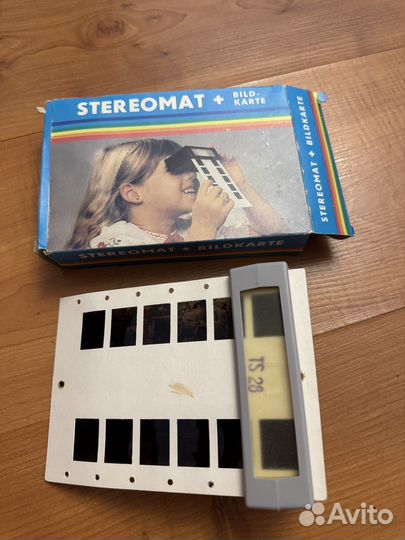 STEREOMAT + BILD-
KARTE
STEREOMAT + BILDKARTE
STEREOMAT + BILDKARTE
TS 28
Avito